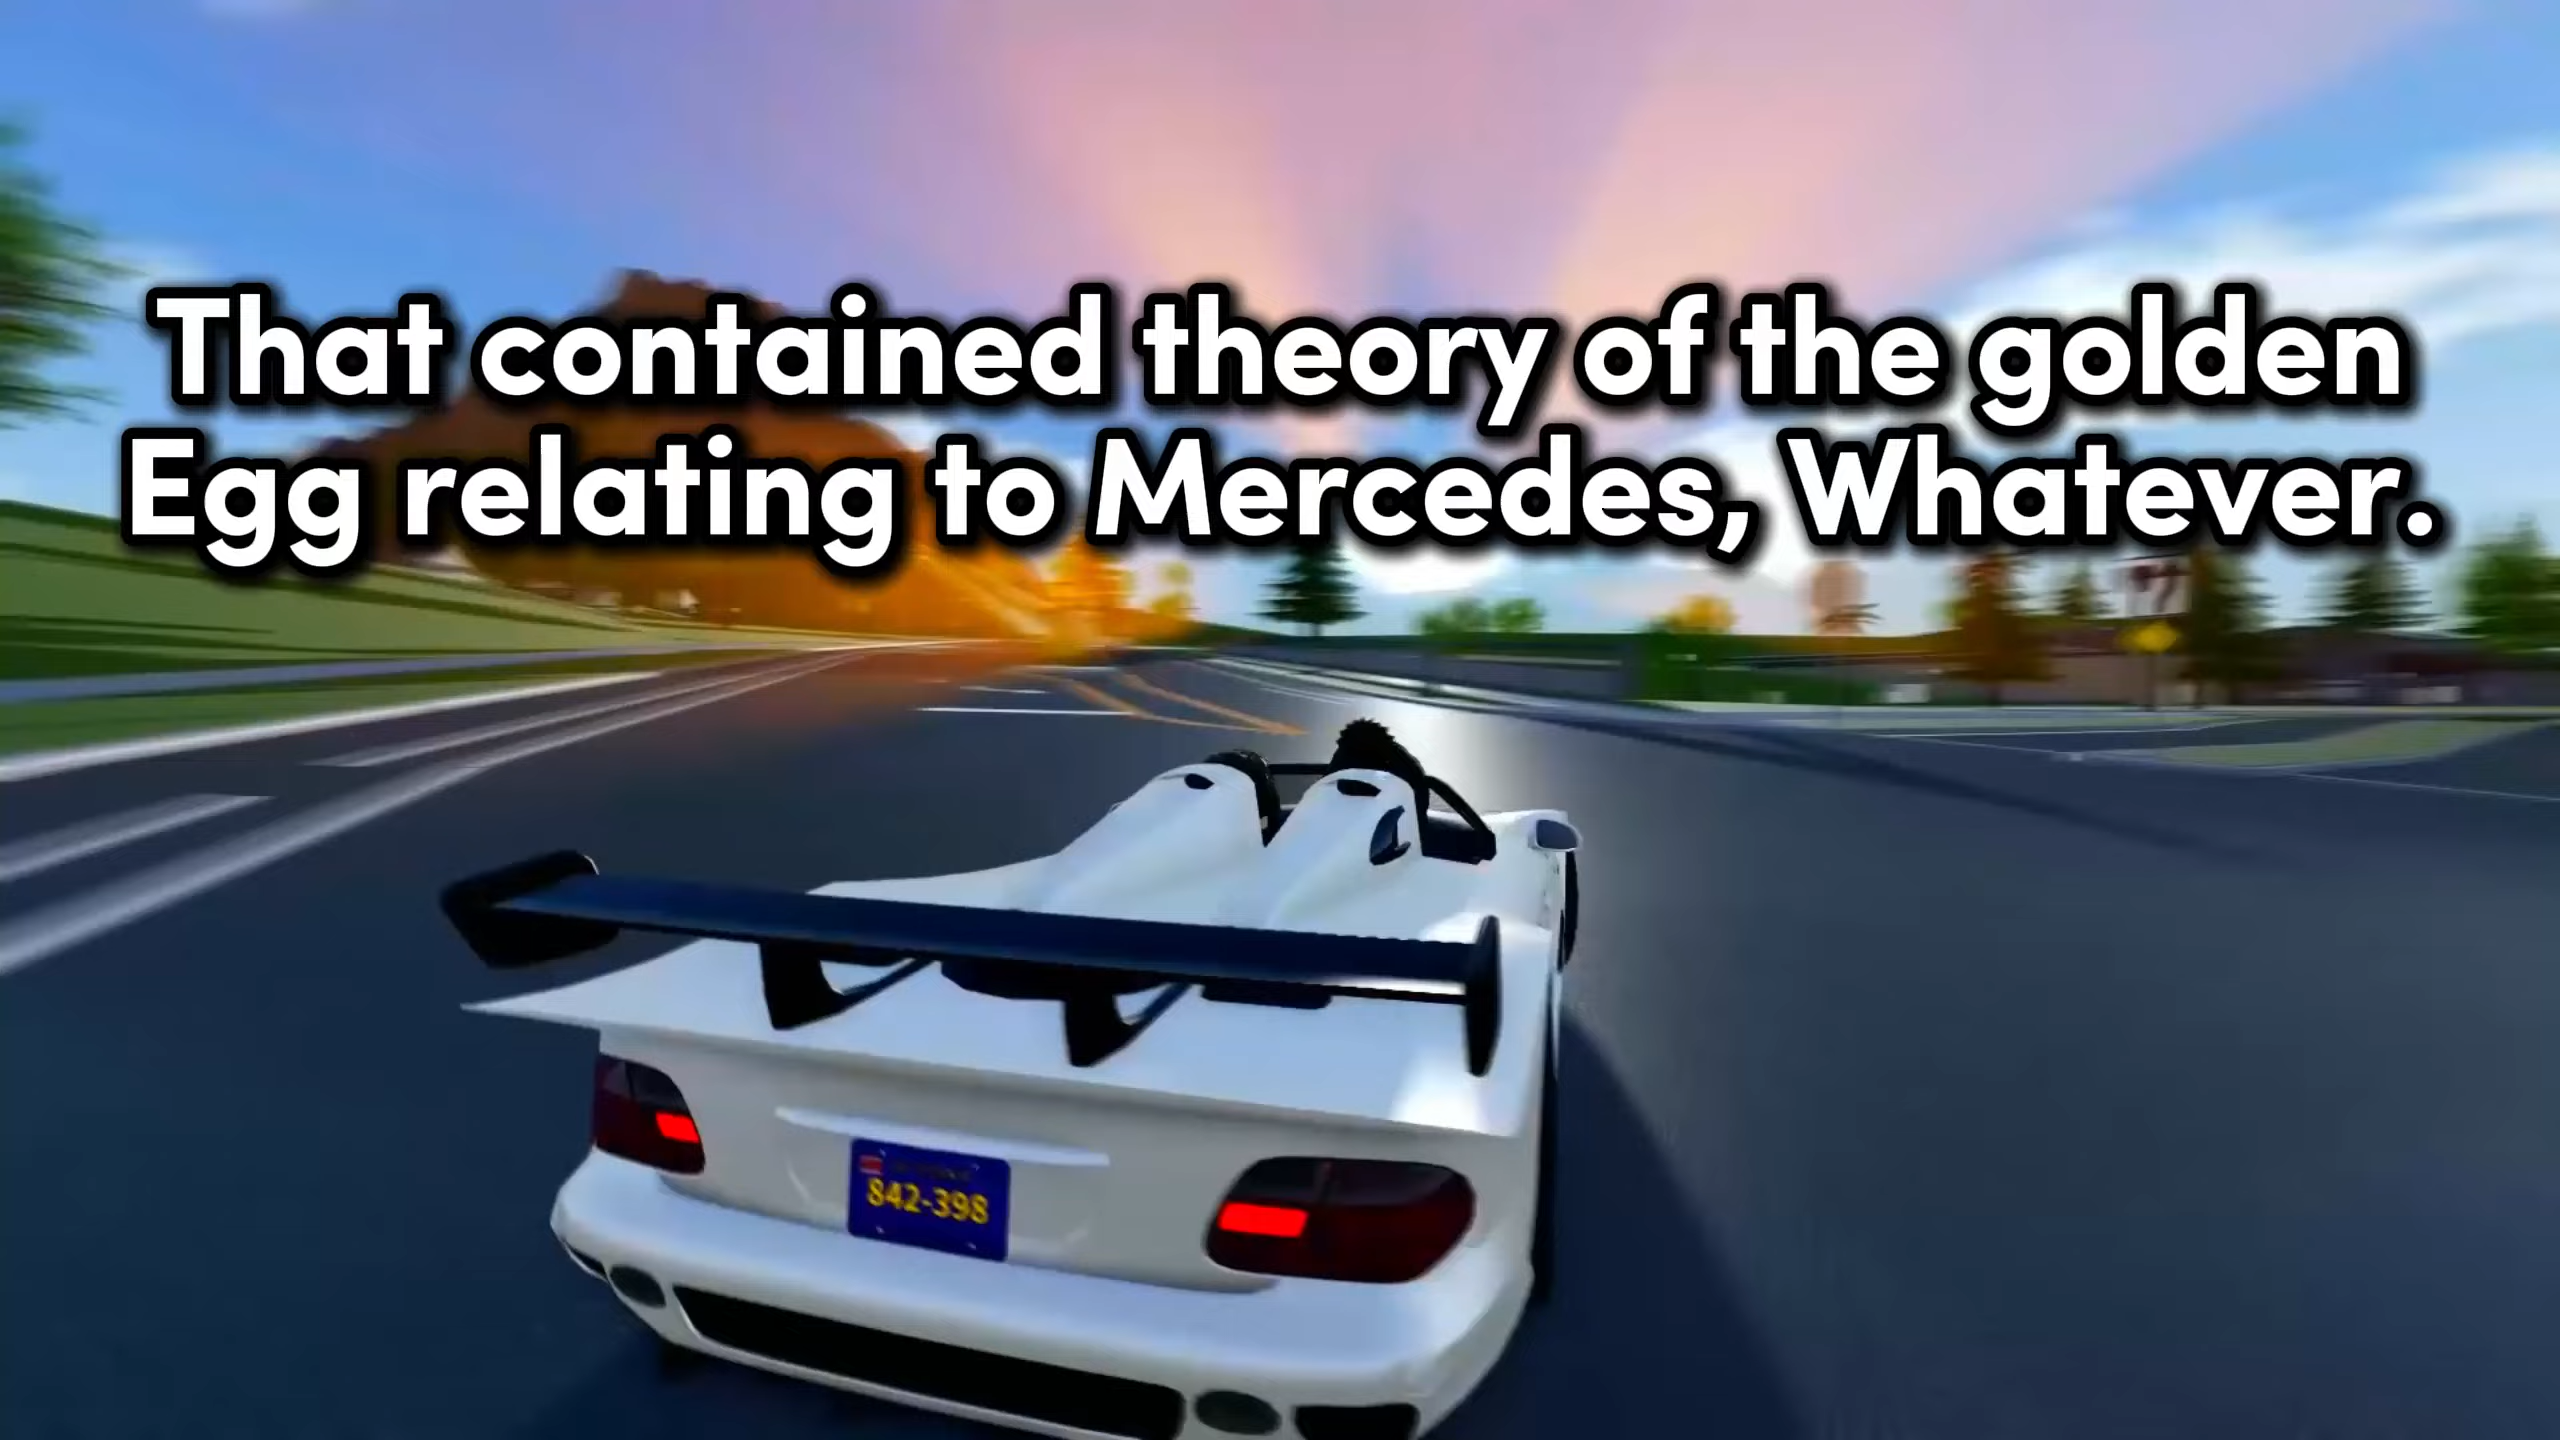 That contained theory of the golden
Egg relating to Mercedes, Whatever.
842-398